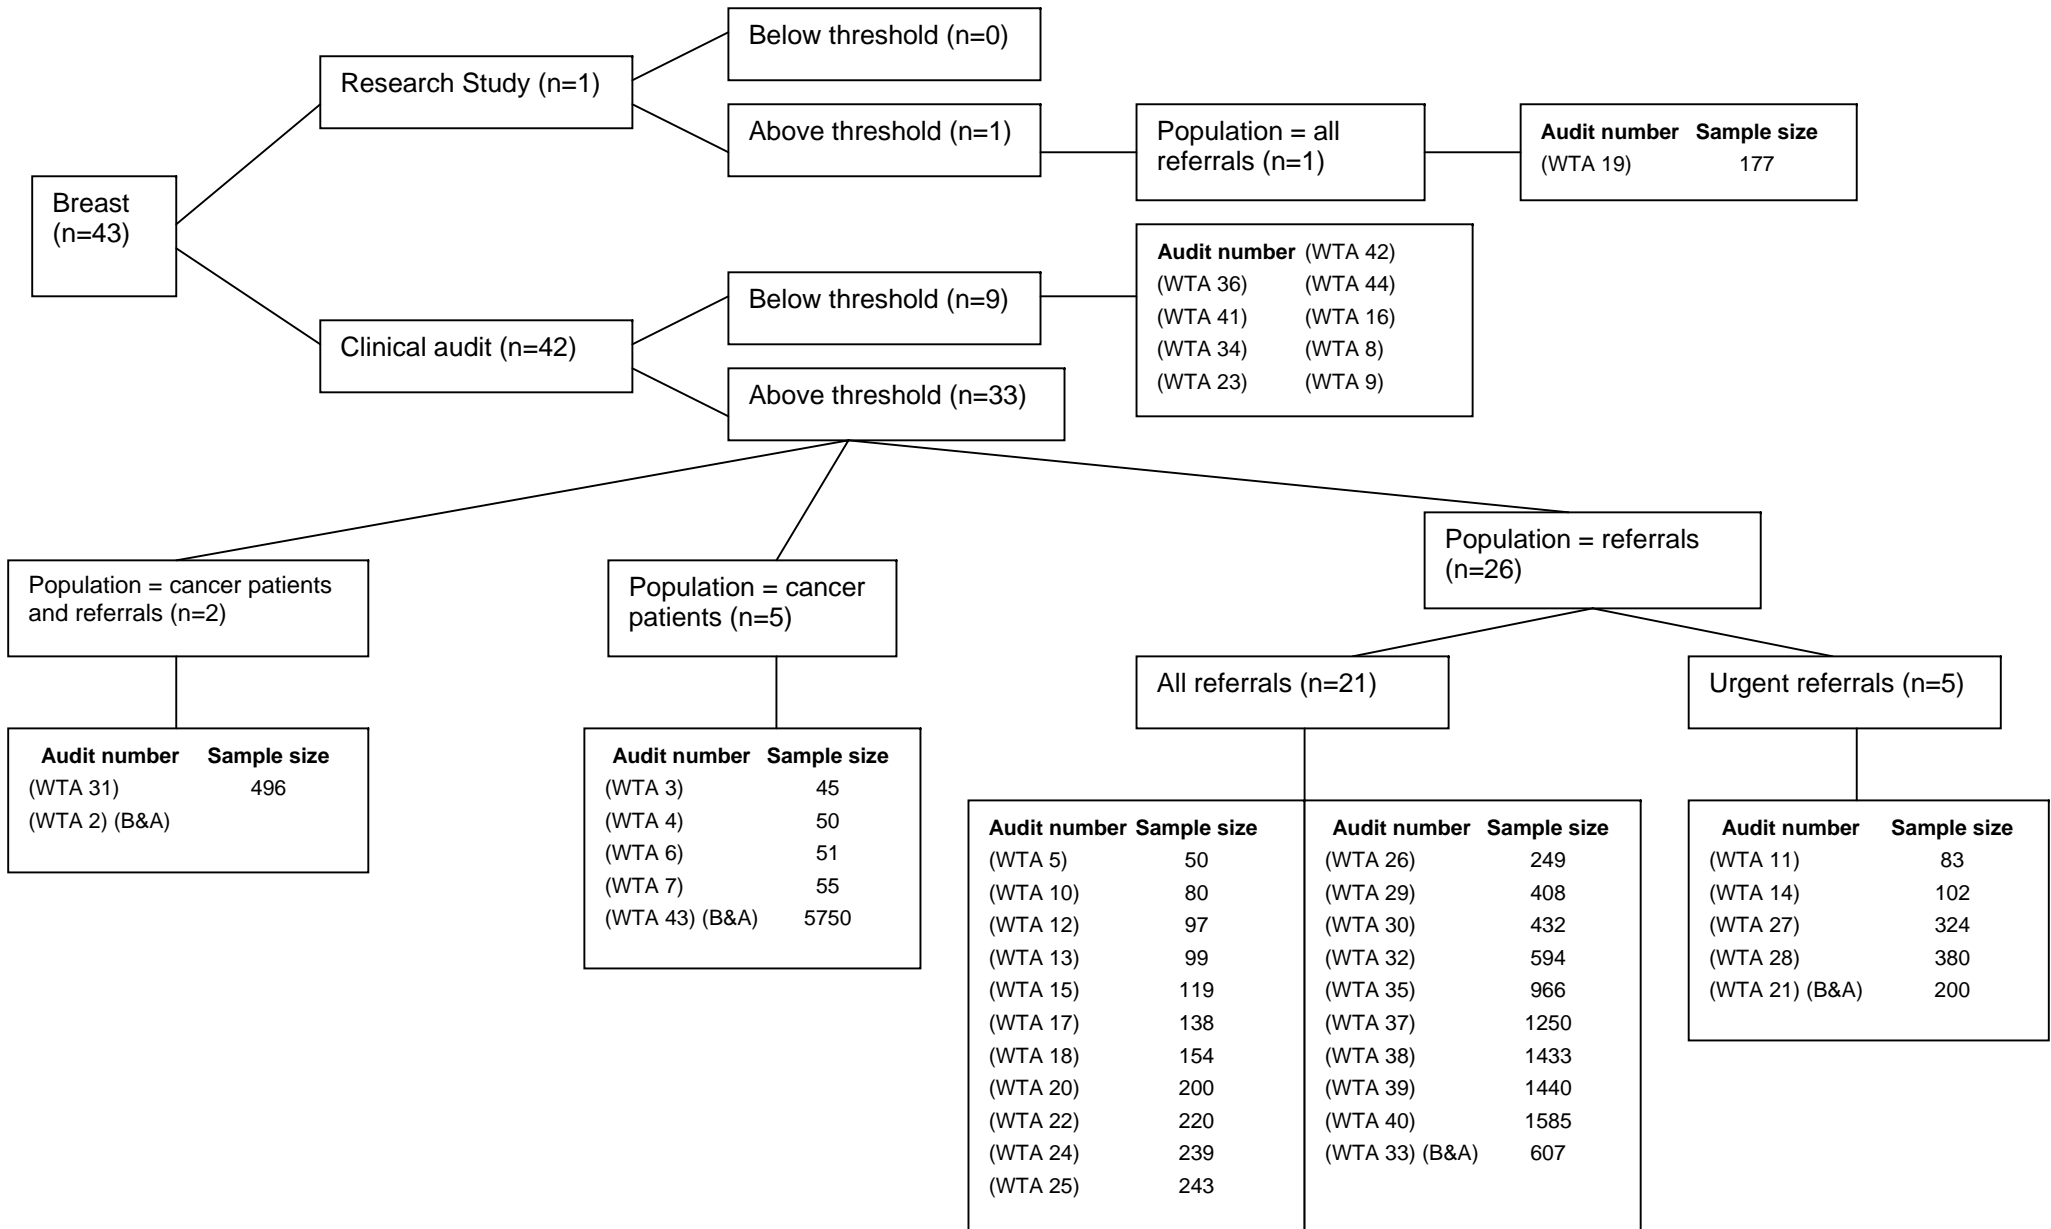 Below threshold (n=0)
Research Study (n=1)
Above threshold (n=1)
Population = all
referrals (n=1)
Audit number Sample size
(WTA 19) 177
Breast
(n=43)
Clinical audit (n=42)
Below threshold (n=9)
Audit number (WTA 42)
(WTA 36) (WTA 44)
(WTA 41) (WTA 16)
(WTA 34) (WTA 8)
(WTA 23) (WTA 9)
Above threshold (n=33)
Population = cancer patients
and referrals (n=2)
Audit number Sample size
(WTA 31) 496
(WTA 2) (B&A)
Population = cancer
patients (n=5)
Audit number Sample size
(WTA 3) 45
(WTA 4) 50
(WTA 6) 51
(WTA 7) 55
(WTA 43) (B&A) 5750
Population = referrals
(n=26)
All referrals (n=21)
Audit number Sample size
(WTA 5) 50
(WTA 10) 80
(WTA 12) 97
(WTA 13) 99
(WTA 15) 119
(WTA 17) 138
(WTA 18) 154
(WTA 20) 200
(WTA 22) 220
(WTA 24) 239
(WTA 25) 243
Audit number Sample size
(WTA 26) 249
(WTA 29) 408
(WTA 30) 432
(WTA 32) 594
(WTA 35) 966
(WTA 37) 1250
(WTA 38) 1433
(WTA 39) 1440
(WTA 40) 1585
(WTA 33) (B&A) 607
Urgent referrals (n=5)
Audit number Sample size
(WTA 11) 83
(WTA 14) 102
(WTA 27) 324
(WTA 28) 380
(WTA 21) (B&A) 200